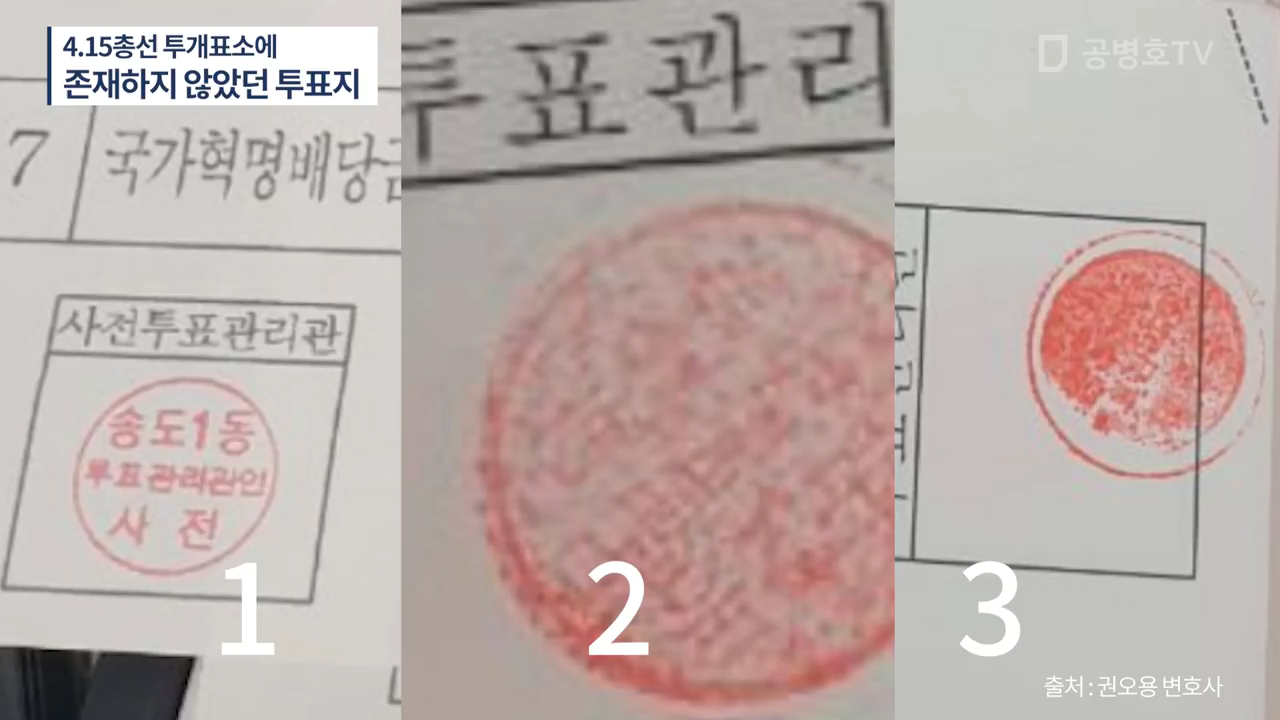 4.15총선 투개표소에
존재하지 않았던 투표지
공병호TV
7 국가혁명배당금
사전투표관리관
송도1동
투표관리관인
사 전
투표관리
1
2
3
출처 : 권오용 변호사